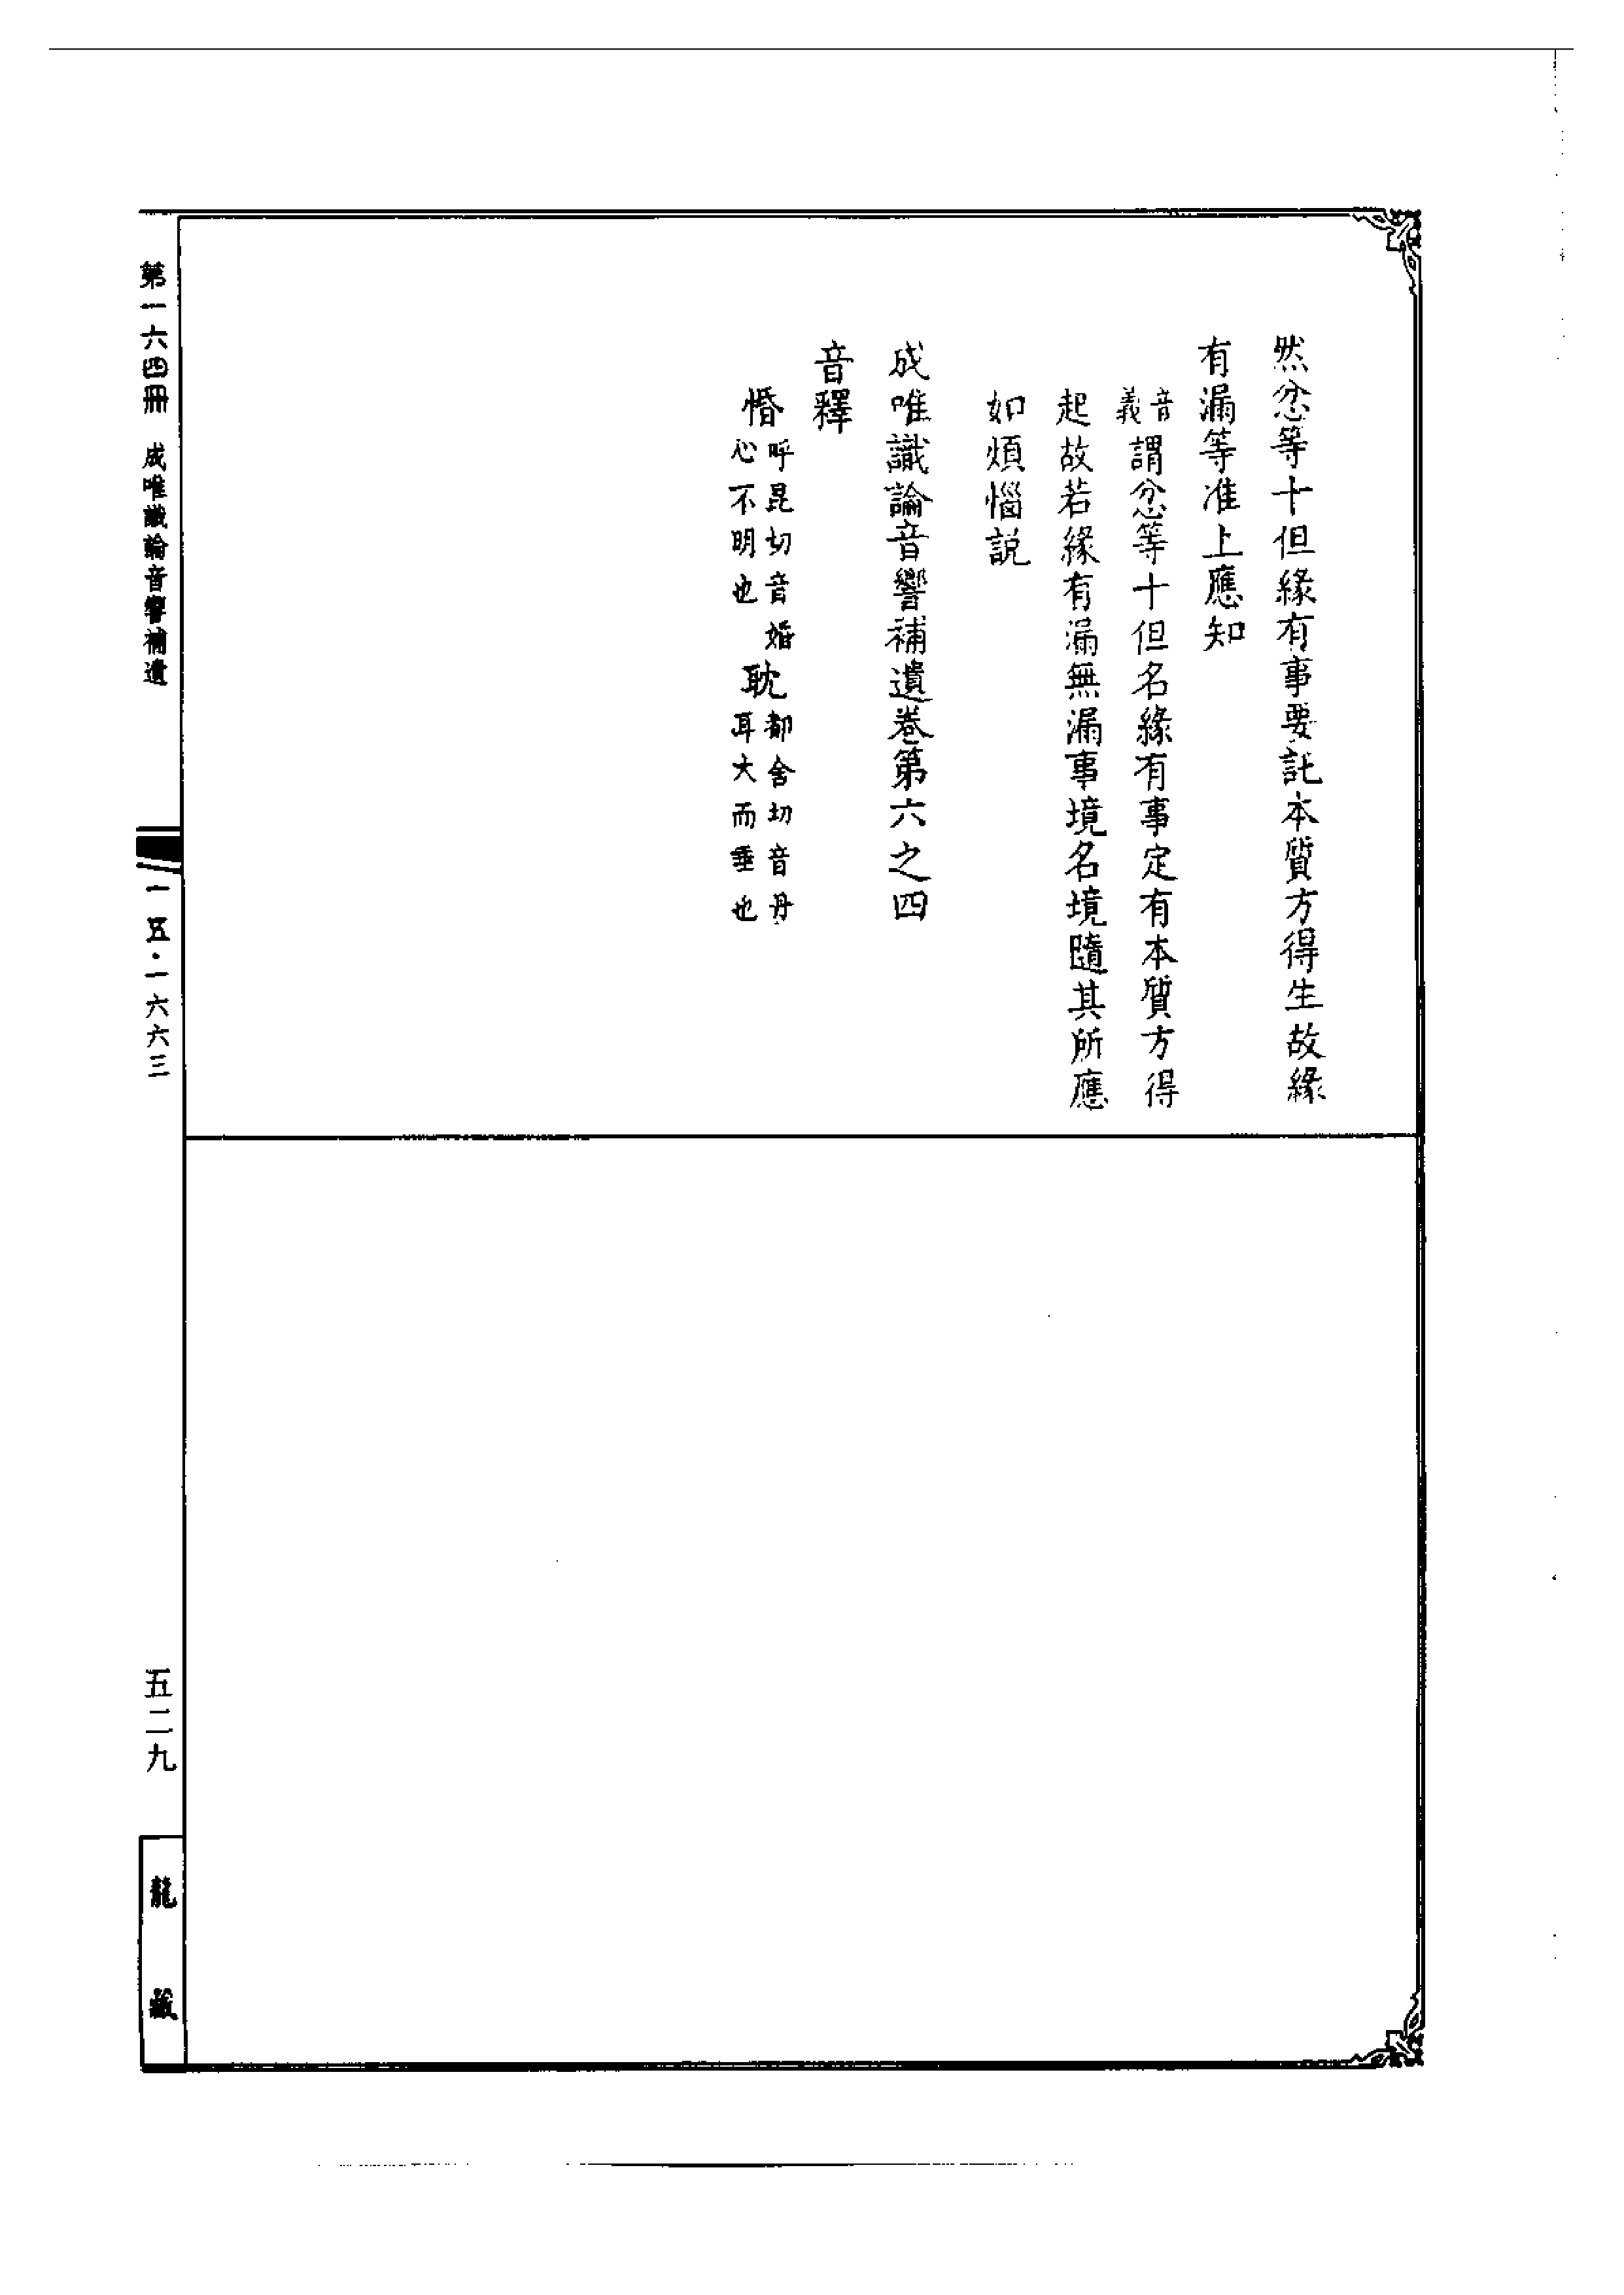 然忿等十但緣有事要託本質方得生故緣
有漏等准上應知
音義謂忿等十但名緣有事定有本質方得
起故若緣有漏無漏事境名境隨其所應
如煩惱説
成唯識論音響補遺卷第六之四
音釋
惛呼昆切音婚心不明也 耽都含切音丹耳大而垂也
第一六四冊 成唯識論音響補遺
一五·一六六三
五二九
龍藏